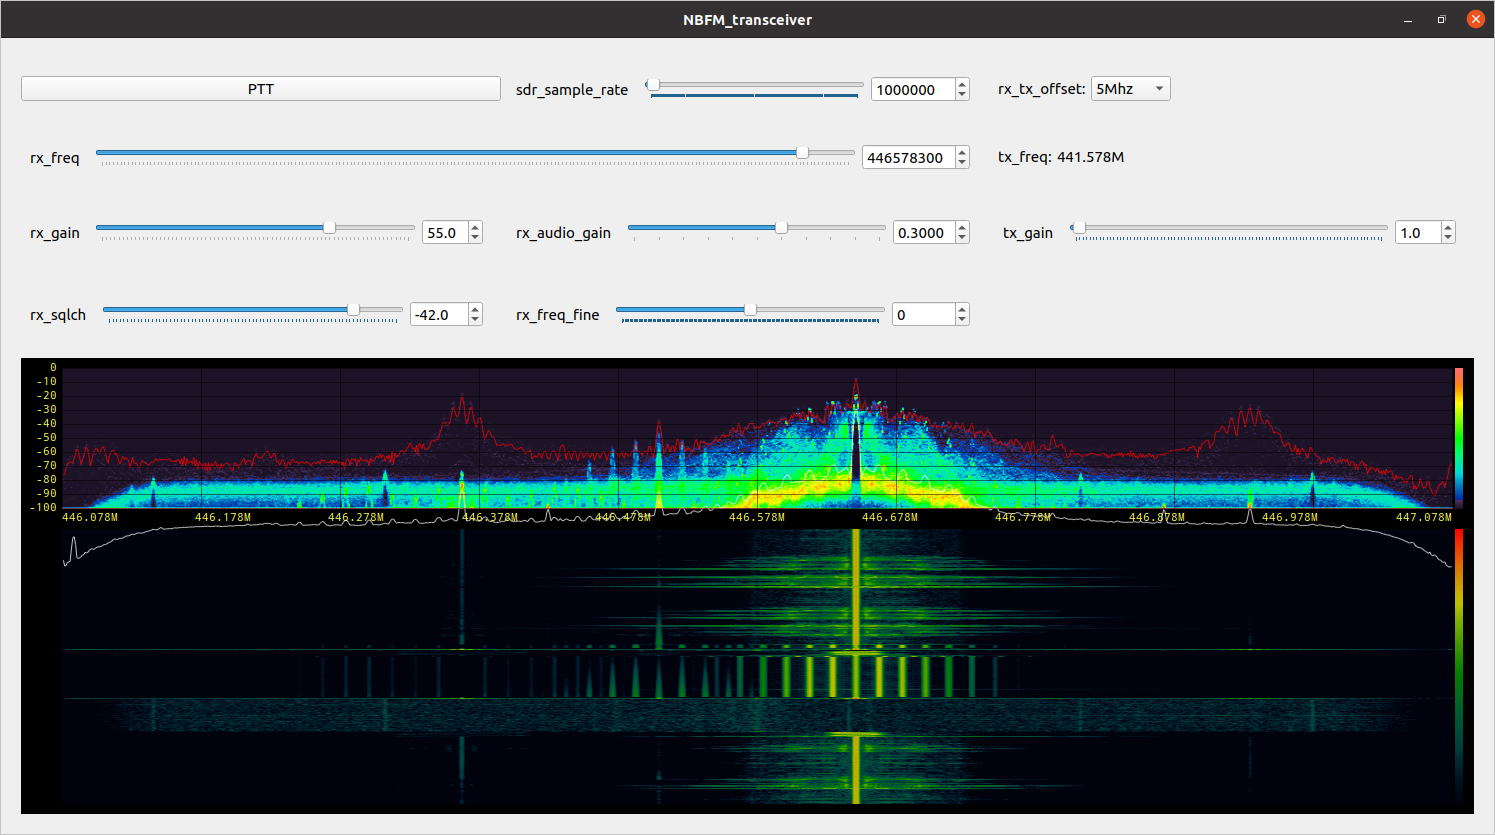 NBFM_transceiver
PTT sdr_sample_rate 1000000 rx_tx_offset: 5Mhz
rx_freq 446578300 tx_freq: 441.578M
rx_gain 55.0 rx_audio_gain 0.3000 tx_gain 1.0
rx_sqlch -42.0 rx_freq_fine 0
0
-10
-20
-30
-40
-50
-60
-70
-80
-90
-100
446.078M 446.178M 446.278M 446.378M 446.478M 446.578M 446.678M 446.778M 446.878M 446.978M 447.078M